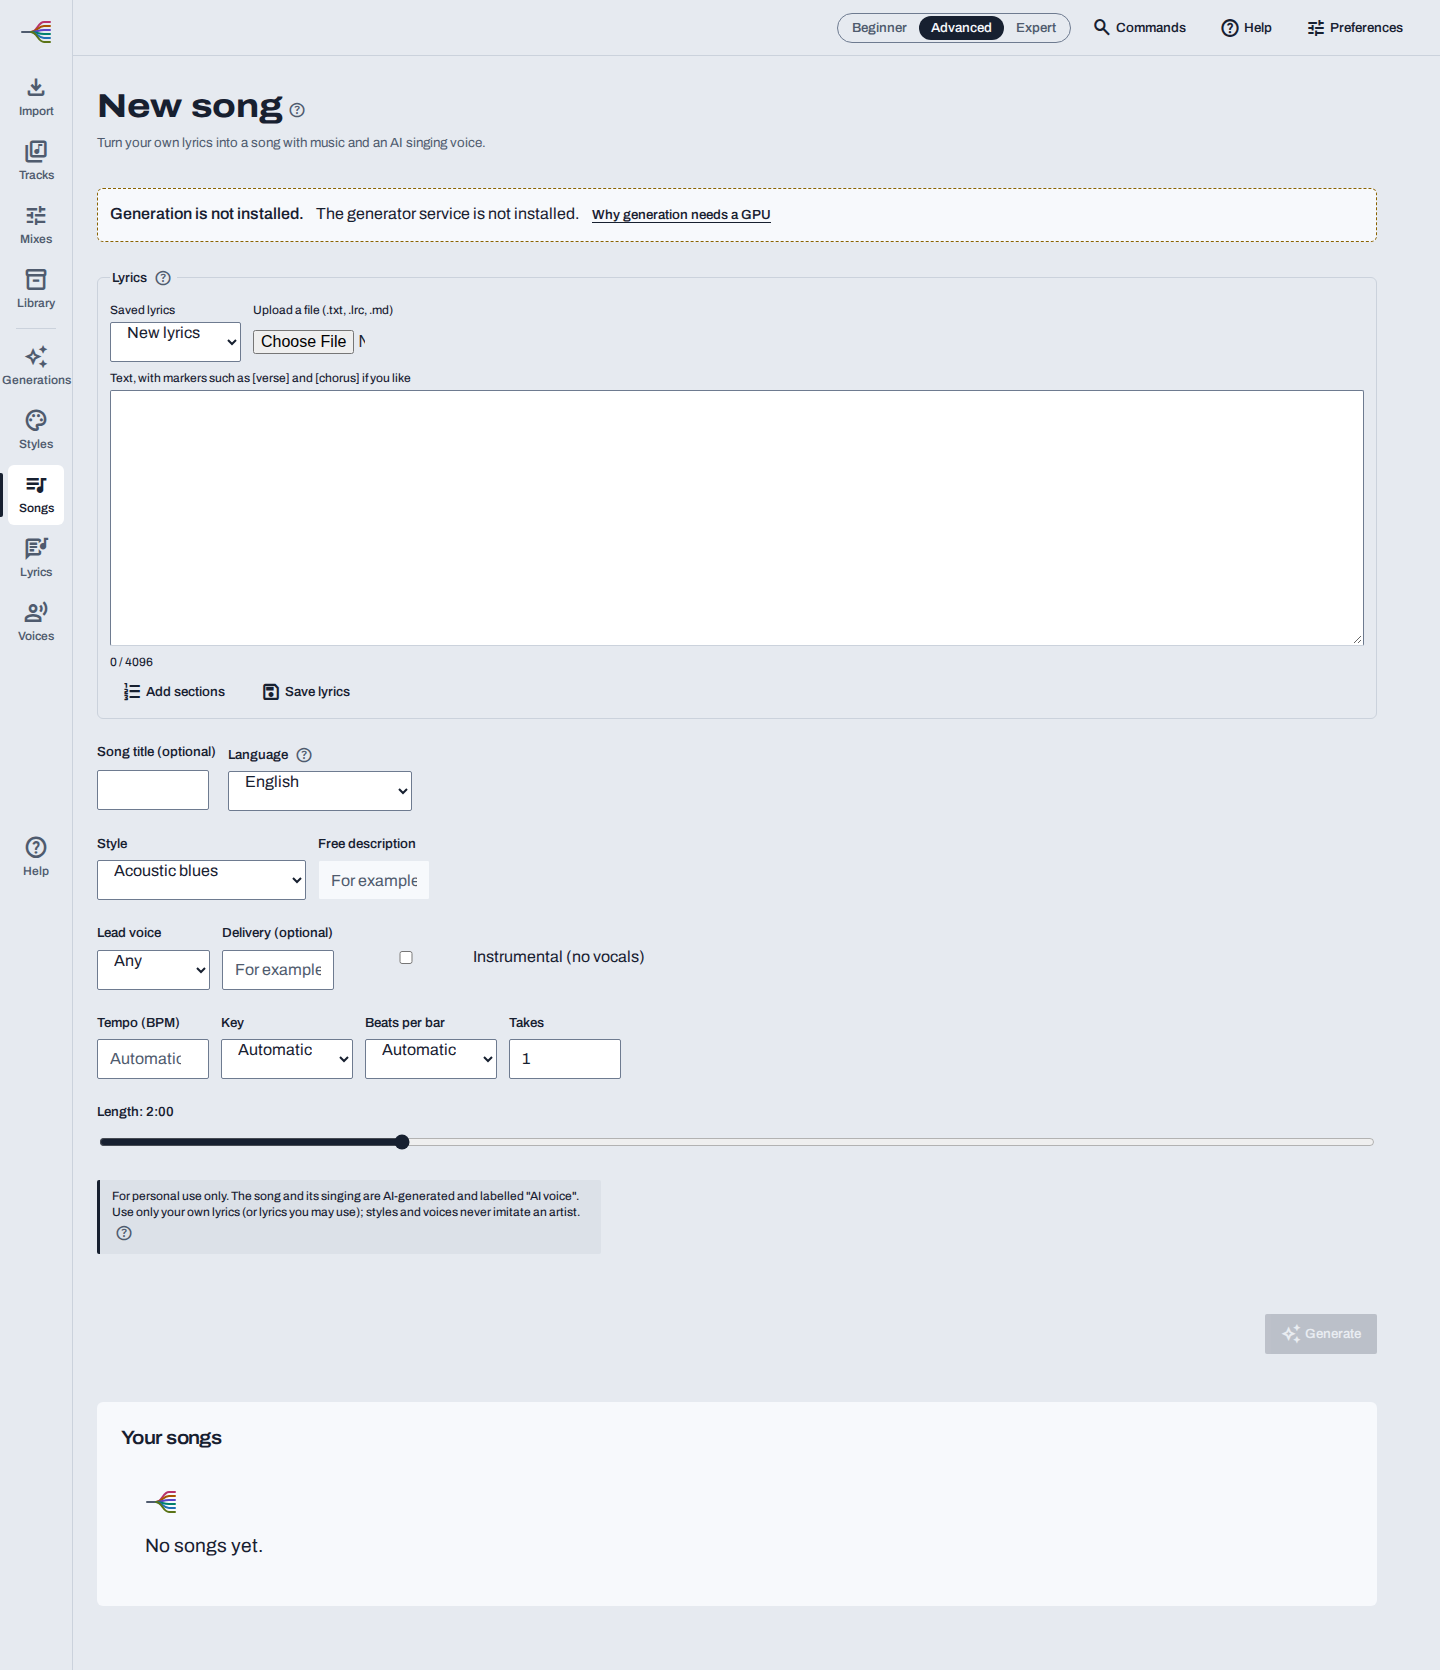 Beginner Advanced Expert Commands Help Preferences
Import
Tracks
Mixes
Library
Generations
Styles
Songs
Lyrics
Voices
Help
New song
Turn your own lyrics into a song with music and an AI singing voice.
Generation is not installed. The generator service is not installed. Why generation needs a GPU
Lyrics
Saved lyrics Upload a file (.txt, .lrc, .md)
New lyrics Choose File
Text, with markers such as [verse] and [chorus] if you like
0 / 4096
Add sections Save lyrics
Song title (optional) Language
English
Style Free description
Acoustic blues For example
Lead voice Delivery (optional)
Any For example Instrumental (no vocals)
Tempo (BPM) Key Beats per bar Takes
Automatic Automatic Automatic 1
Length: 2:00
For personal use only. The song and its singing are AI-generated and labelled "AI voice".
Use only your own lyrics (or lyrics you may use); styles and voices never imitate an artist.
Generate
Your songs
No songs yet.